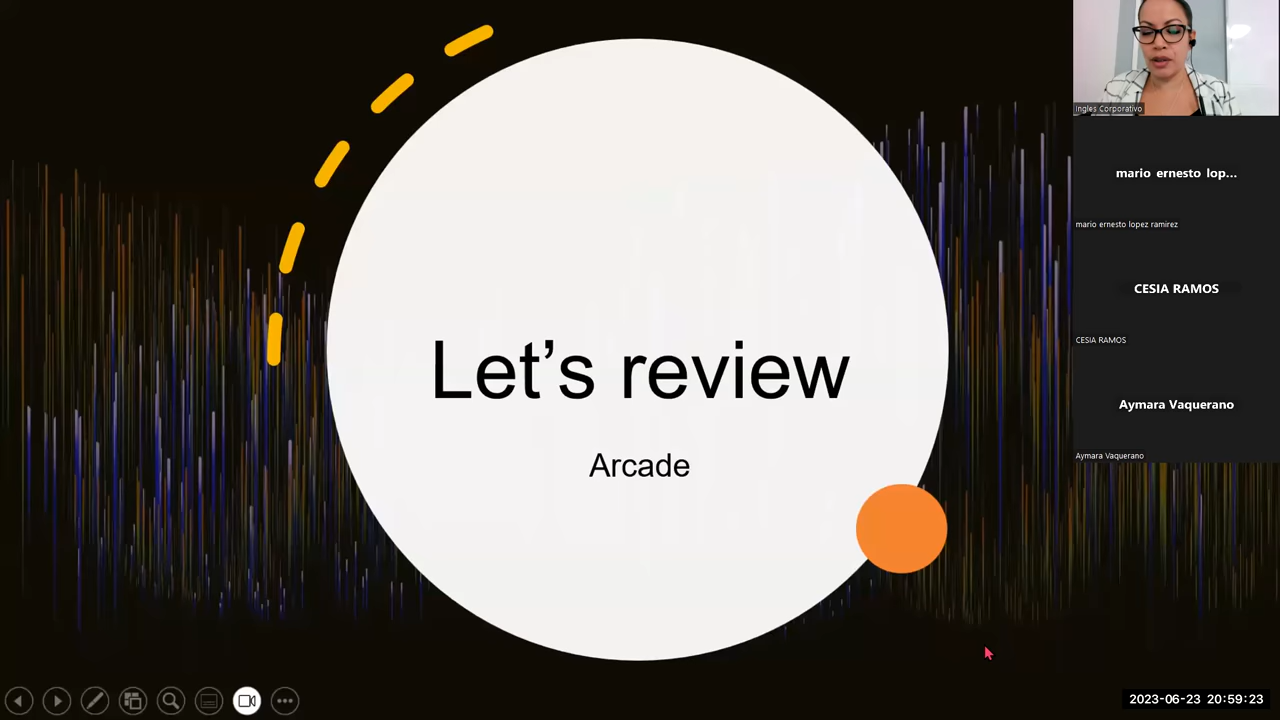 Let's review
Arcade
Ingles Corporativo
mario ernesto lop...
mario ernesto lopez ramirez
CESIA RAMOS
CESIA RAMOS
Aymara Vaquerano
Aymara Vaquerano
2023-06-23 20:59:23